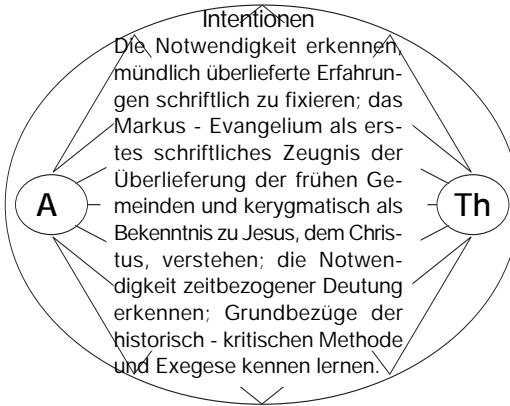 Intentionen
Die Notwendigkeit erkennen,
mündlich überlieferte Erfahrun-
gen schriftlich zu fixieren; das
Markus - Evangelium als ers-
tes schriftliches Zeugnis der
Überlieferung der frühen Ge-
A meinden und kerygmatisch als Th
Bekenntnis zu Jesus, dem Chris-
tus, verstehen; die Notwen-
digkeit zeitbezogener Deutung
erkennen; Grundbezüge der
historisch - kritischen Methode
und Exegese kennen lernen.